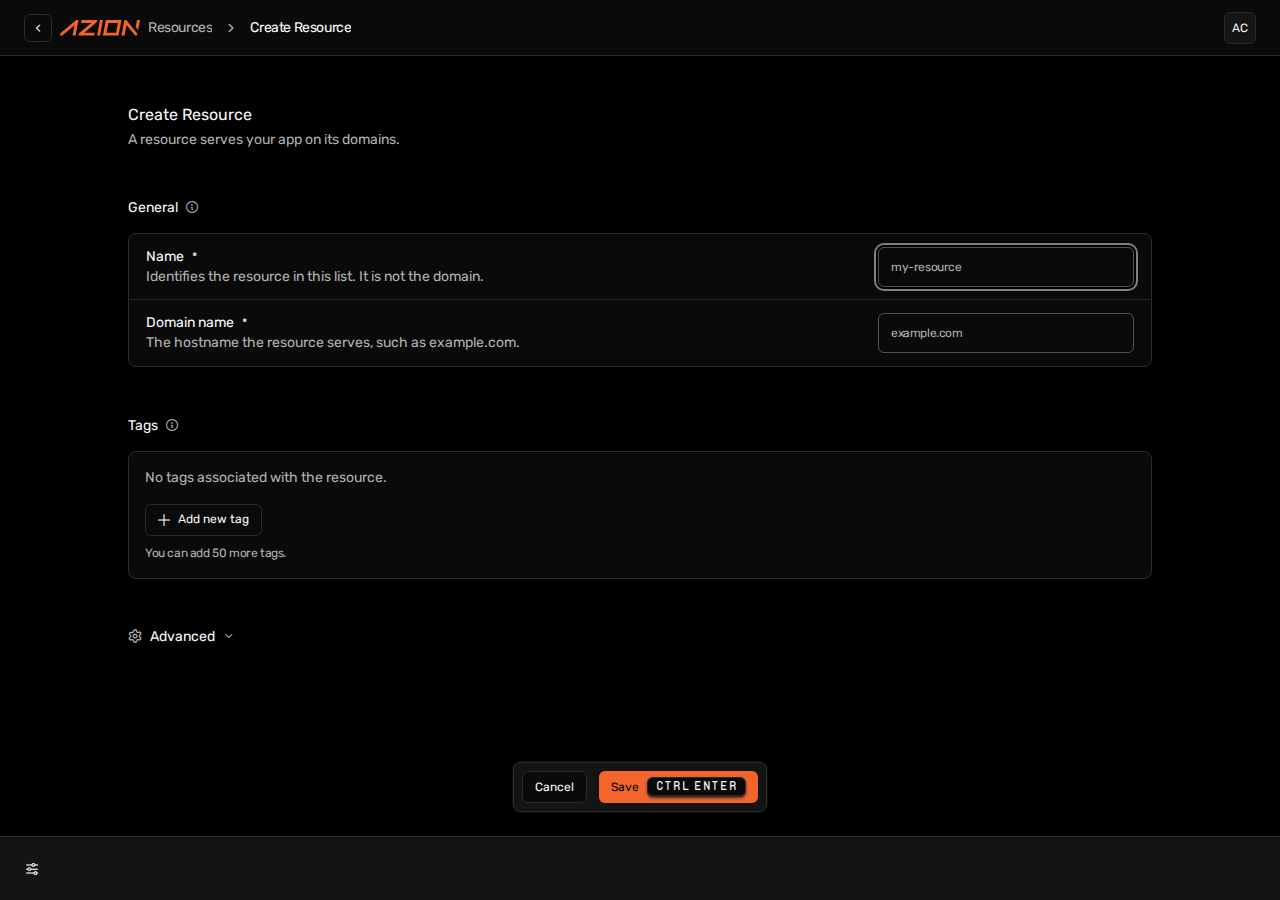 AZION Resources > Create Resource
AC
Create Resource
A resource serves your app on its domains.
General
Name *
Identifies the resource in this list. It is not the domain.
my-resource
Domain name *
The hostname the resource serves, such as example.com.
example.com
Tags
No tags associated with the resource.
Add new tag
You can add 50 more tags.
Advanced
Cancel
Save CTRL ENTER